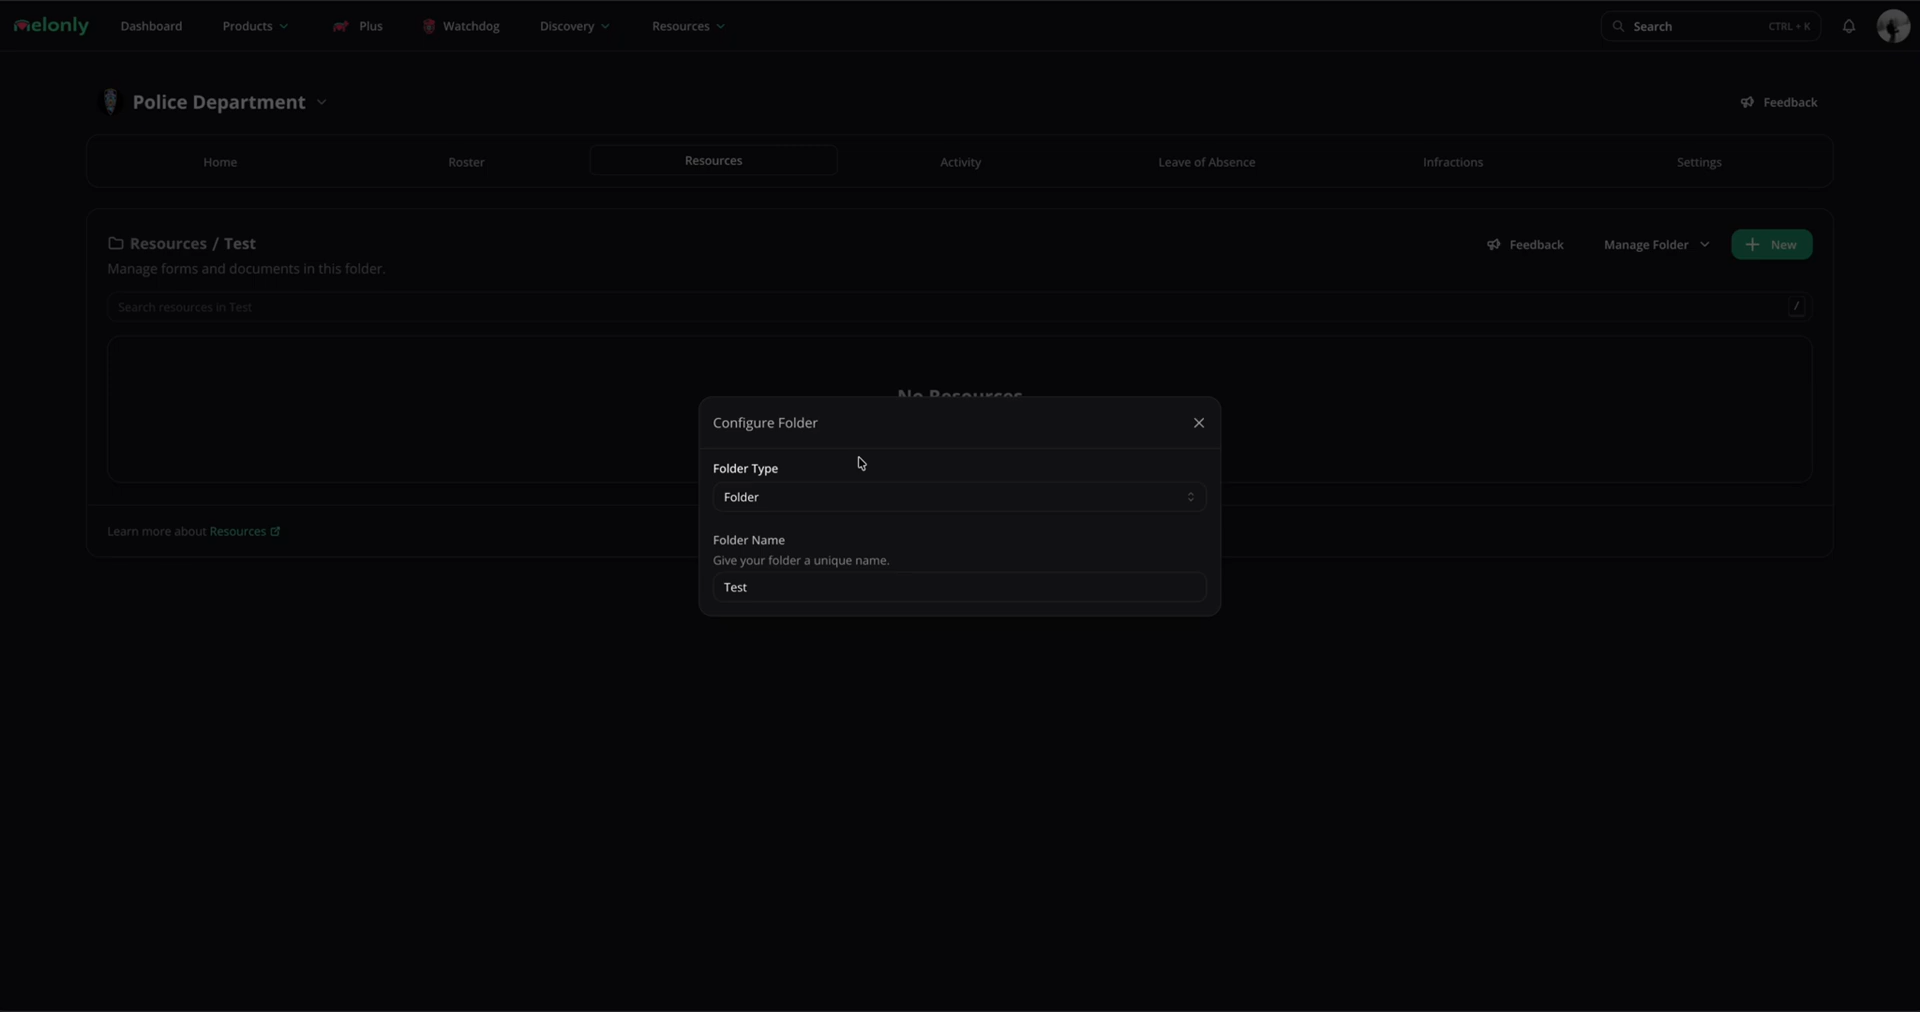 melonly Dashboard Products Plus Watchdog Discovery Resources Search CTRL + K
Police Department Feedback
Home Roster Resources Activity Leave of Absence Infractions Settings
Resources / Test Feedback Manage Folder New
Manage forms and documents in this folder.
Search resources in Test /
No Resources
Configure Folder
Folder Type
Folder
Learn more about Resources
Folder Name
Give your folder a unique name.
Test